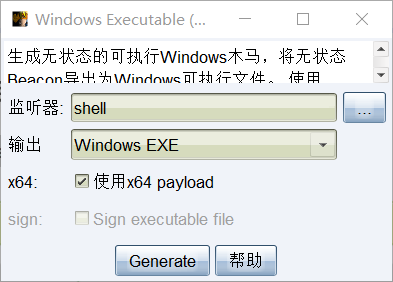 Windows Executable (...
生成无状态的可执行Windows木马，将无状态
Beacon导出为Windows可执行文件。 使用
监听器: shell ...
输出 Windows EXE
x64: 使用x64 payload
sign: Sign executable file
Generate 帮助